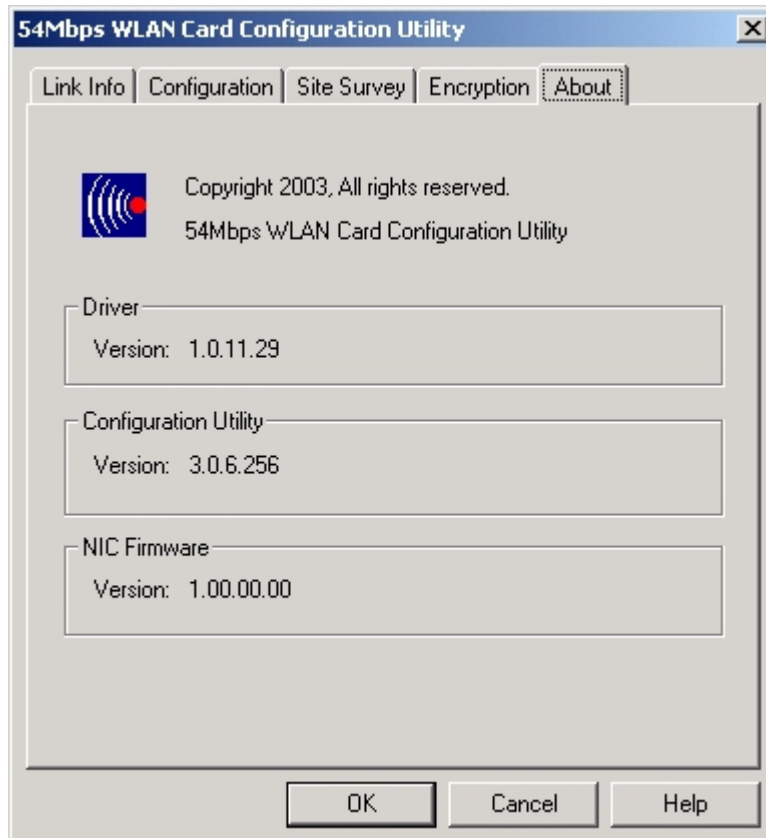 54Mbps WLAN Card Configuration Utility
Link Info Configuration Site Survey Encryption About
Copyright 2003, All rights reserved.
54Mbps WLAN Card Configuration Utility
Driver
Version: 1.0.11.29
Configuration Utility
Version: 3.0.6.256
NIC Firmware
Version: 1.00.00.00
OK Cancel Help